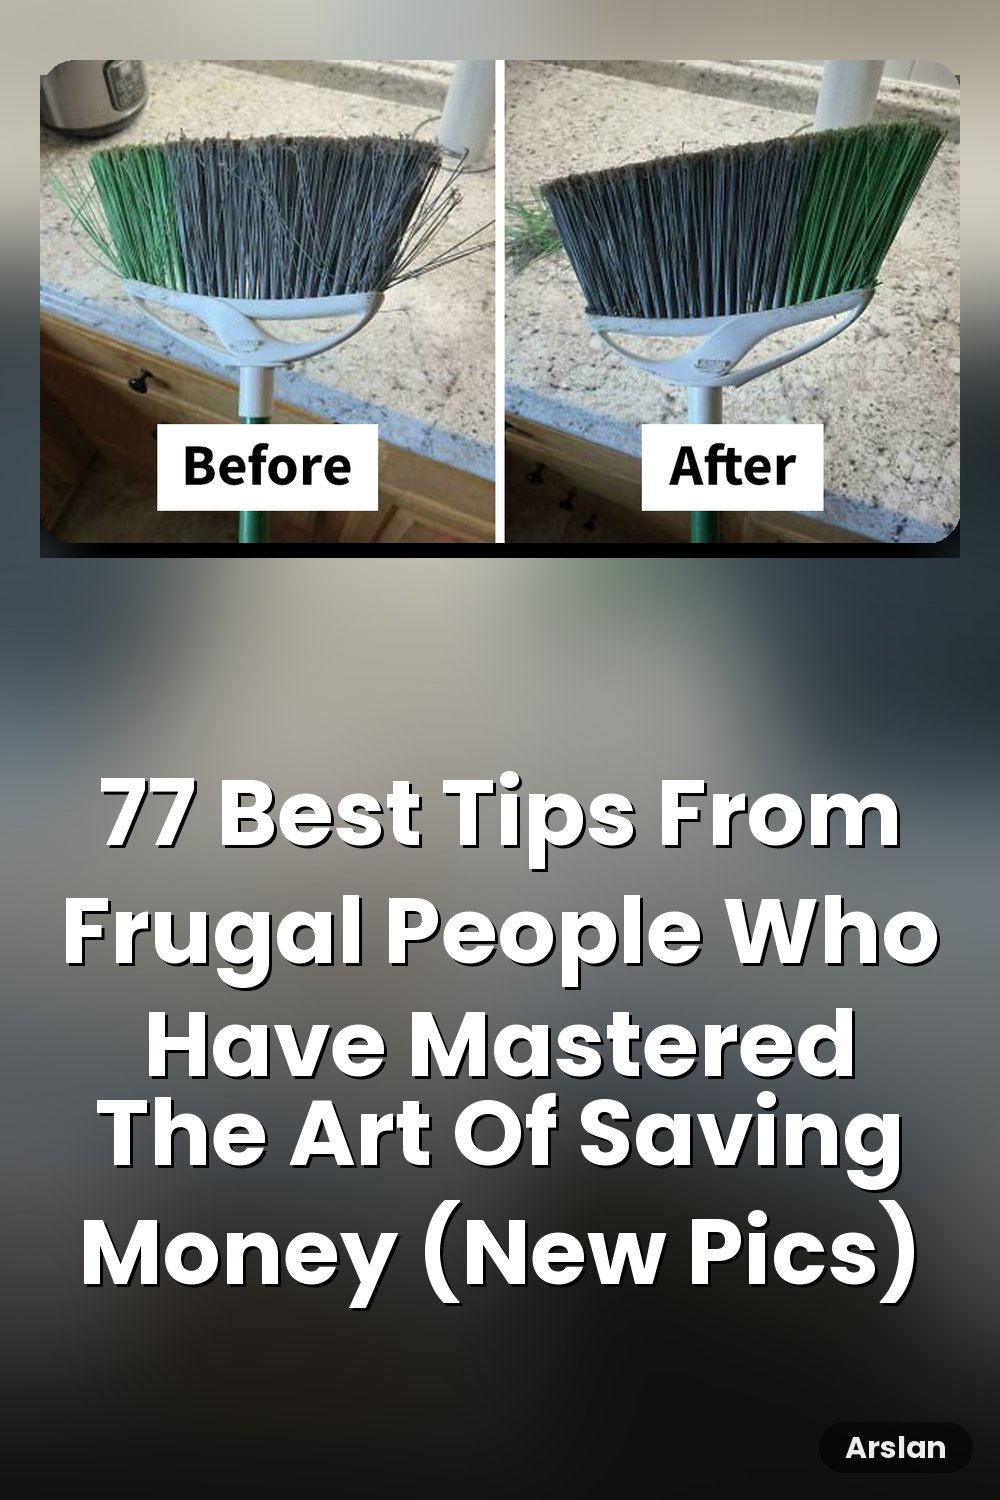 Before
After
77 Best Tips From
Frugal People Who
Have Mastered
The Art Of Saving
Money (New Pics)
Arslan